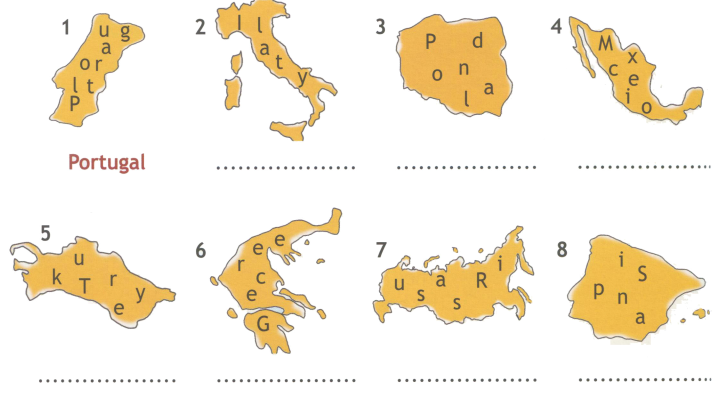 1
u g
a
o r
l t
P
Portugal
2
I l
a
t
y
3
P d
o n
l a
4
M x
c e
i o
5
u
k T r y
e
6
e e
r c
e
G
7
i
u s a s R
8
i S
p n
a